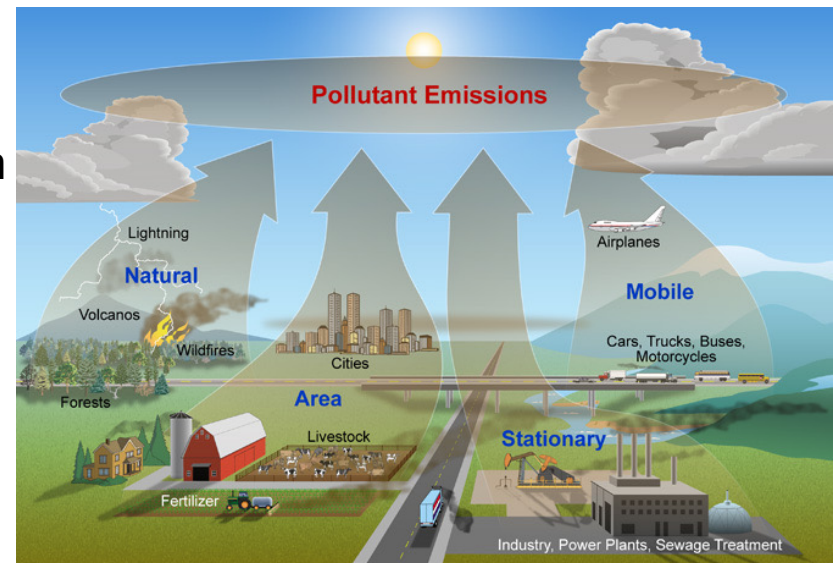 Pollutant Emissions
Lightning
Natural
Volcanos
Wildfires
Forests
Cities
Area
Livestock
Fertilizer
Airplanes
Mobile
Cars, Trucks, Buses,
Motorcycles
Stationary
Industry, Power Plants, Sewage Treatment